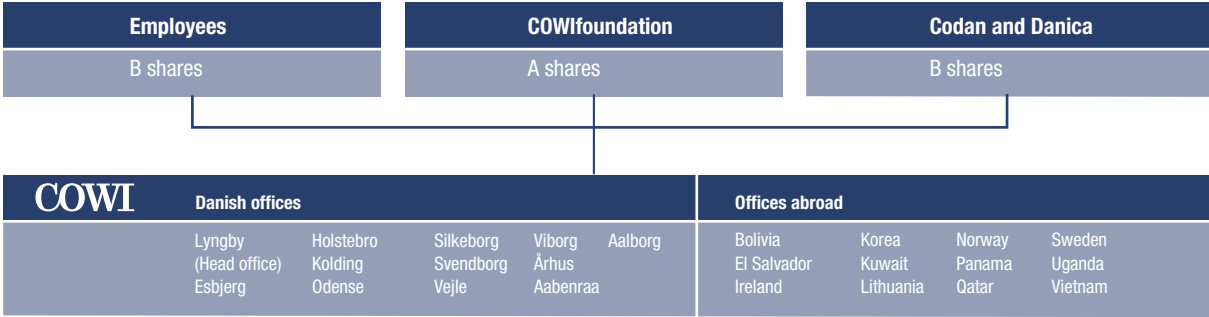 Employees
B shares
COWIfoundation
A shares
Codan and Danica
B shares
COWI
Danish offices
Lyngby Holstebro Silkeborg Viborg Aalborg
(Head office) Kolding Svendborg Århus
Esbjerg Odense Vejle Aabenraa
Offices abroad
Bolivia Korea Norway Sweden
El Salvador Kuwait Panama Uganda
Ireland Lithuania Qatar Vietnam